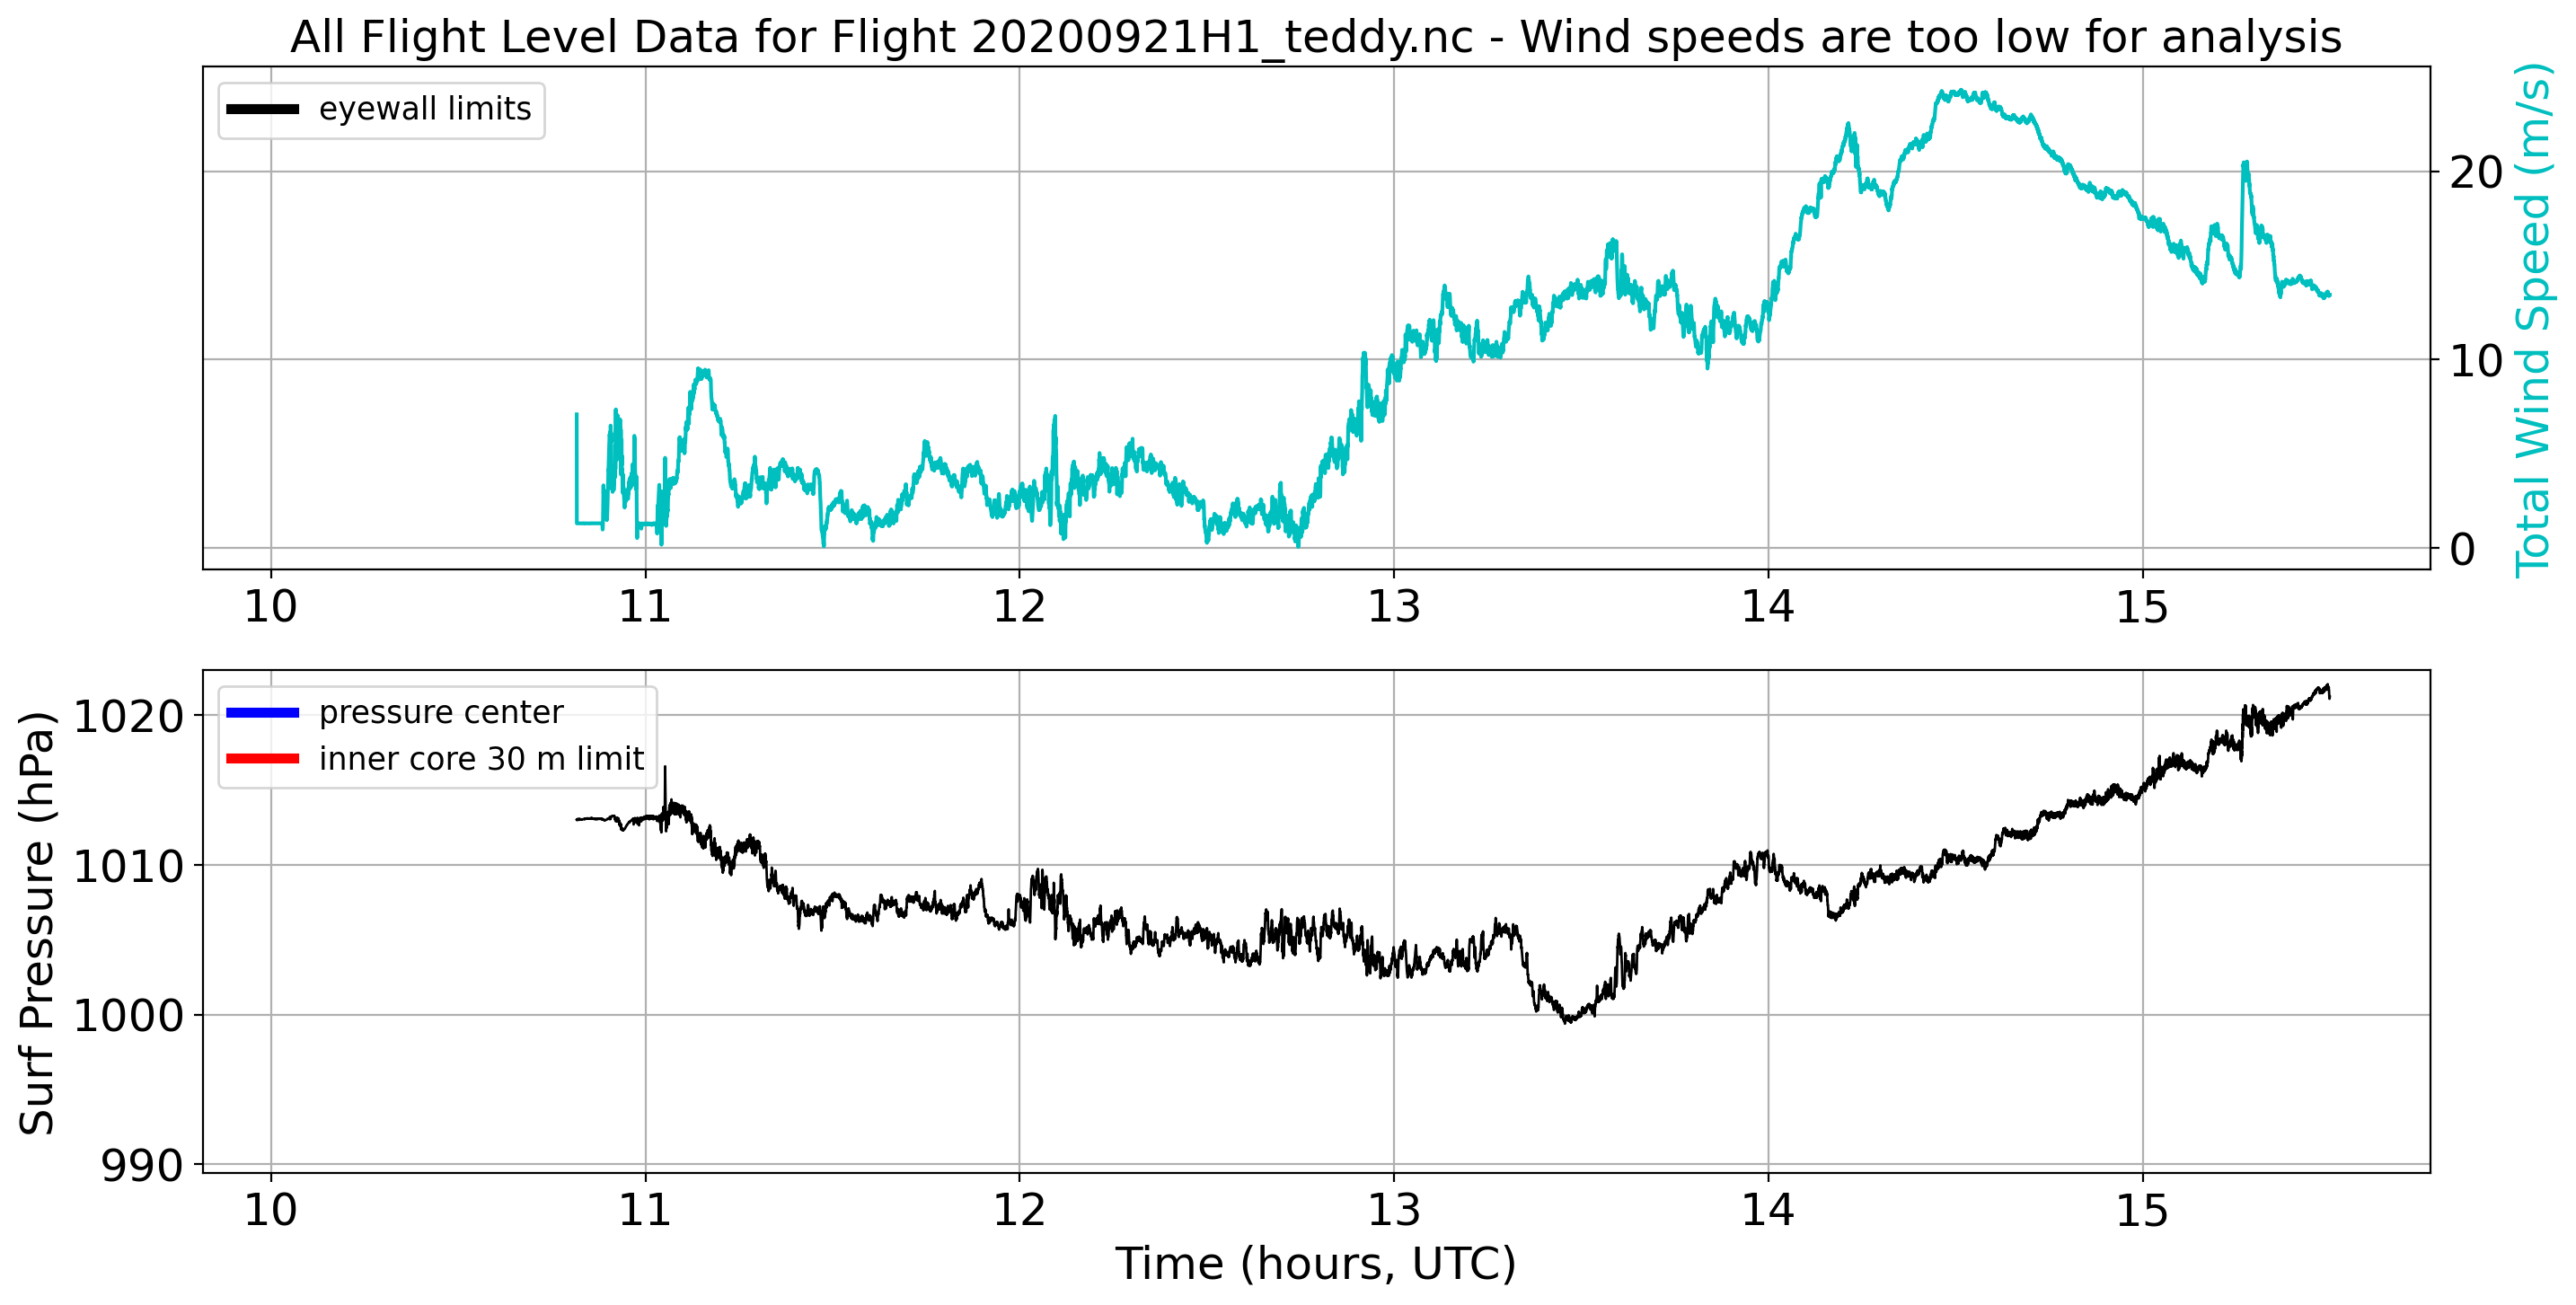 All Flight Level Data for Flight 20200921H1_teddy.nc - Wind speeds are too low for analysis
eyewall limits
20
10
0
Total Wind Speed (m/s)
10 11 12 13 14 15
pressure center
inner core 30 m limit
1020
1010
1000
990
Surf Pressure (hPa)
10 11 12 13 14 15
Time (hours, UTC)